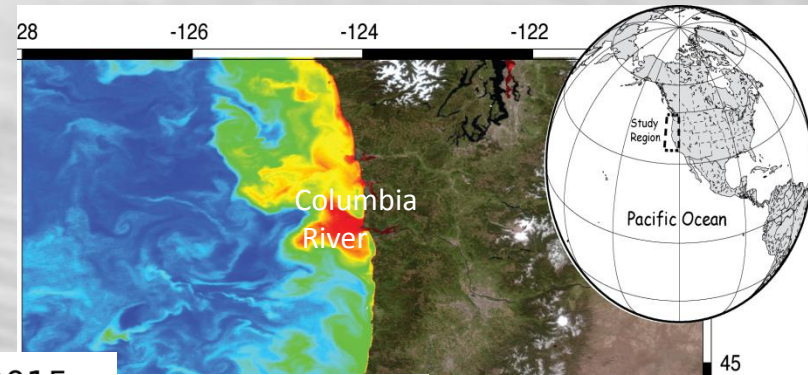 28
-126
-124
-122
Study
Region
Pacific Ocean
Columbia
River
45